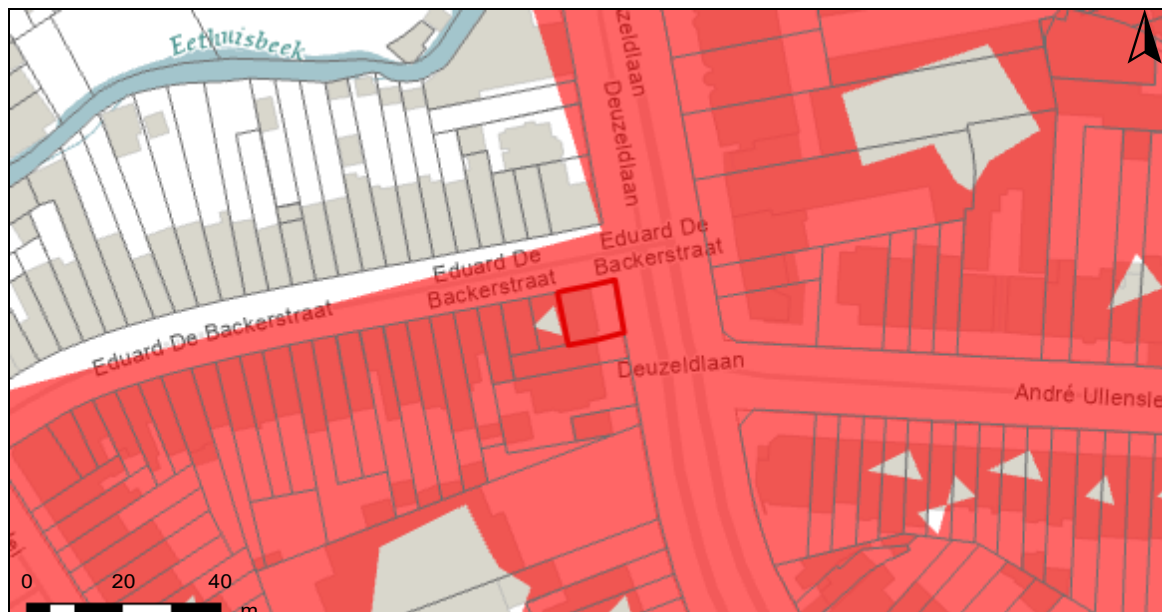 Eethuisbeek
zeldlaan
Deuzeldlaan
Eduard De
Backerstraat
Eduard De
Backerstraat
Eduard De Backerstraat
Deuzeldlaan
André Ullensle
0 20 40
m